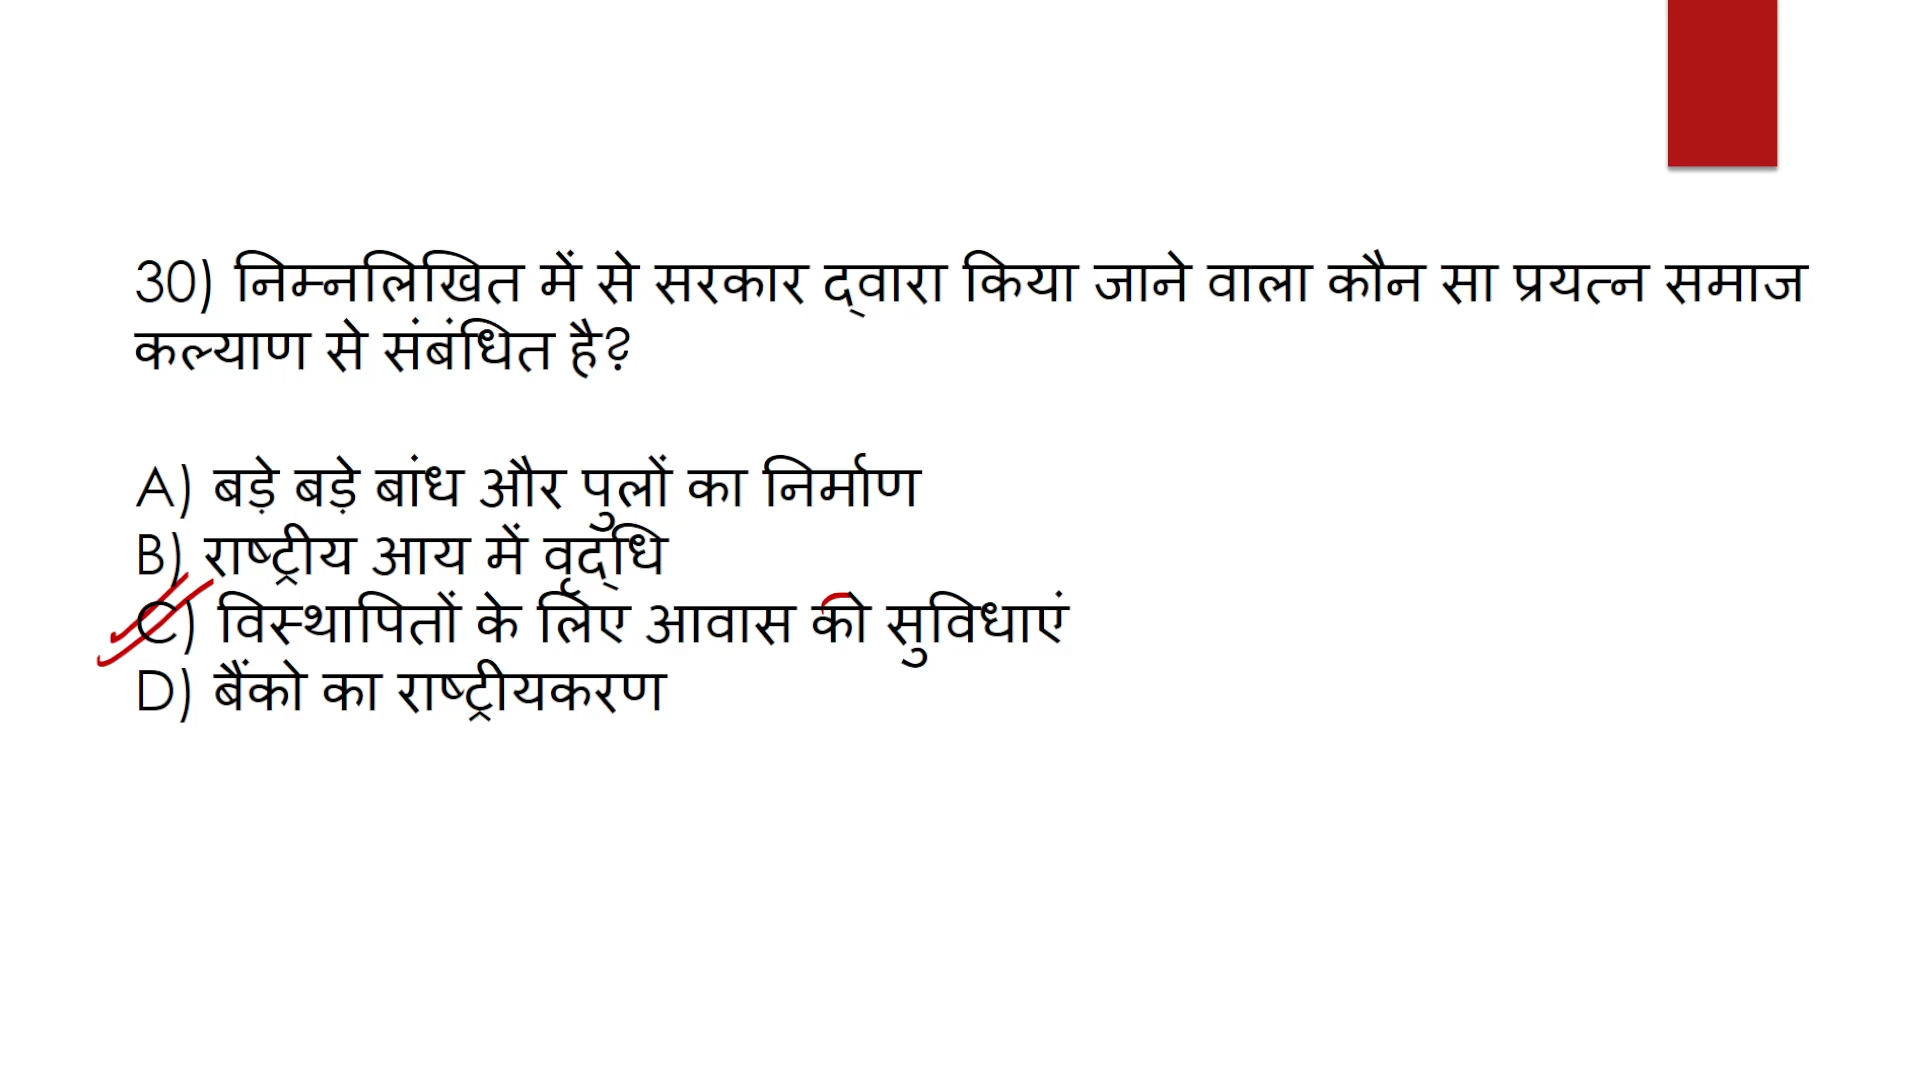 30) निम्नलिखित में से सरकार द्वारा किया जाने वाला कौन सा प्रयत्न समाज
कल्याण से संबंधित है?
A) बड़े बड़े बांध और पुलों का निर्माण
B) राष्ट्रीय आय में वृद्धि
C) विस्थापितों के लिए आवास की सुविधाएं
D) बैंको का राष्ट्रीयकरण